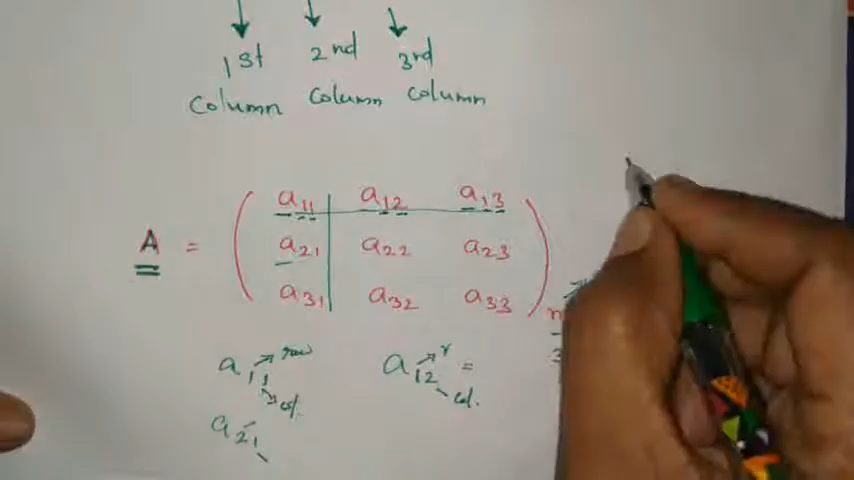 1st 2nd 3rd
column column column
a11 a12 a13
A = a21 a22 a23
a31 a32 a33
a11 row col.
a12 r col. =
a21